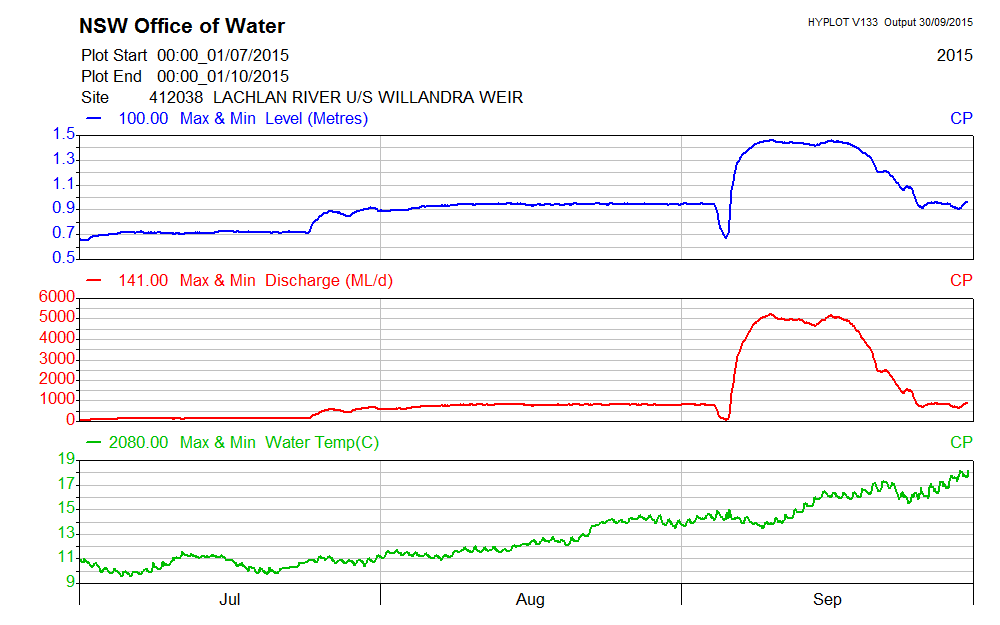 NSW Office of Water
HYPLOT V133 Output 30/09/2015
Plot Start 00:00_01/07/2015
2015
Plot End 00:00_01/10/2015
Site 412038 LACHLAN RIVER U/S WILLANDRA WEIR
100.00 Max & Min Level (Metres) CP
1.5
1.3
1.1
0.9
0.7
0.5
141.00 Max & Min Discharge (ML/d) CP
6000
5000
4000
3000
2000
1000
0
2080.00 Max & Min Water Temp(C) CP
19
17
15
13
11
9
Jul Aug Sep